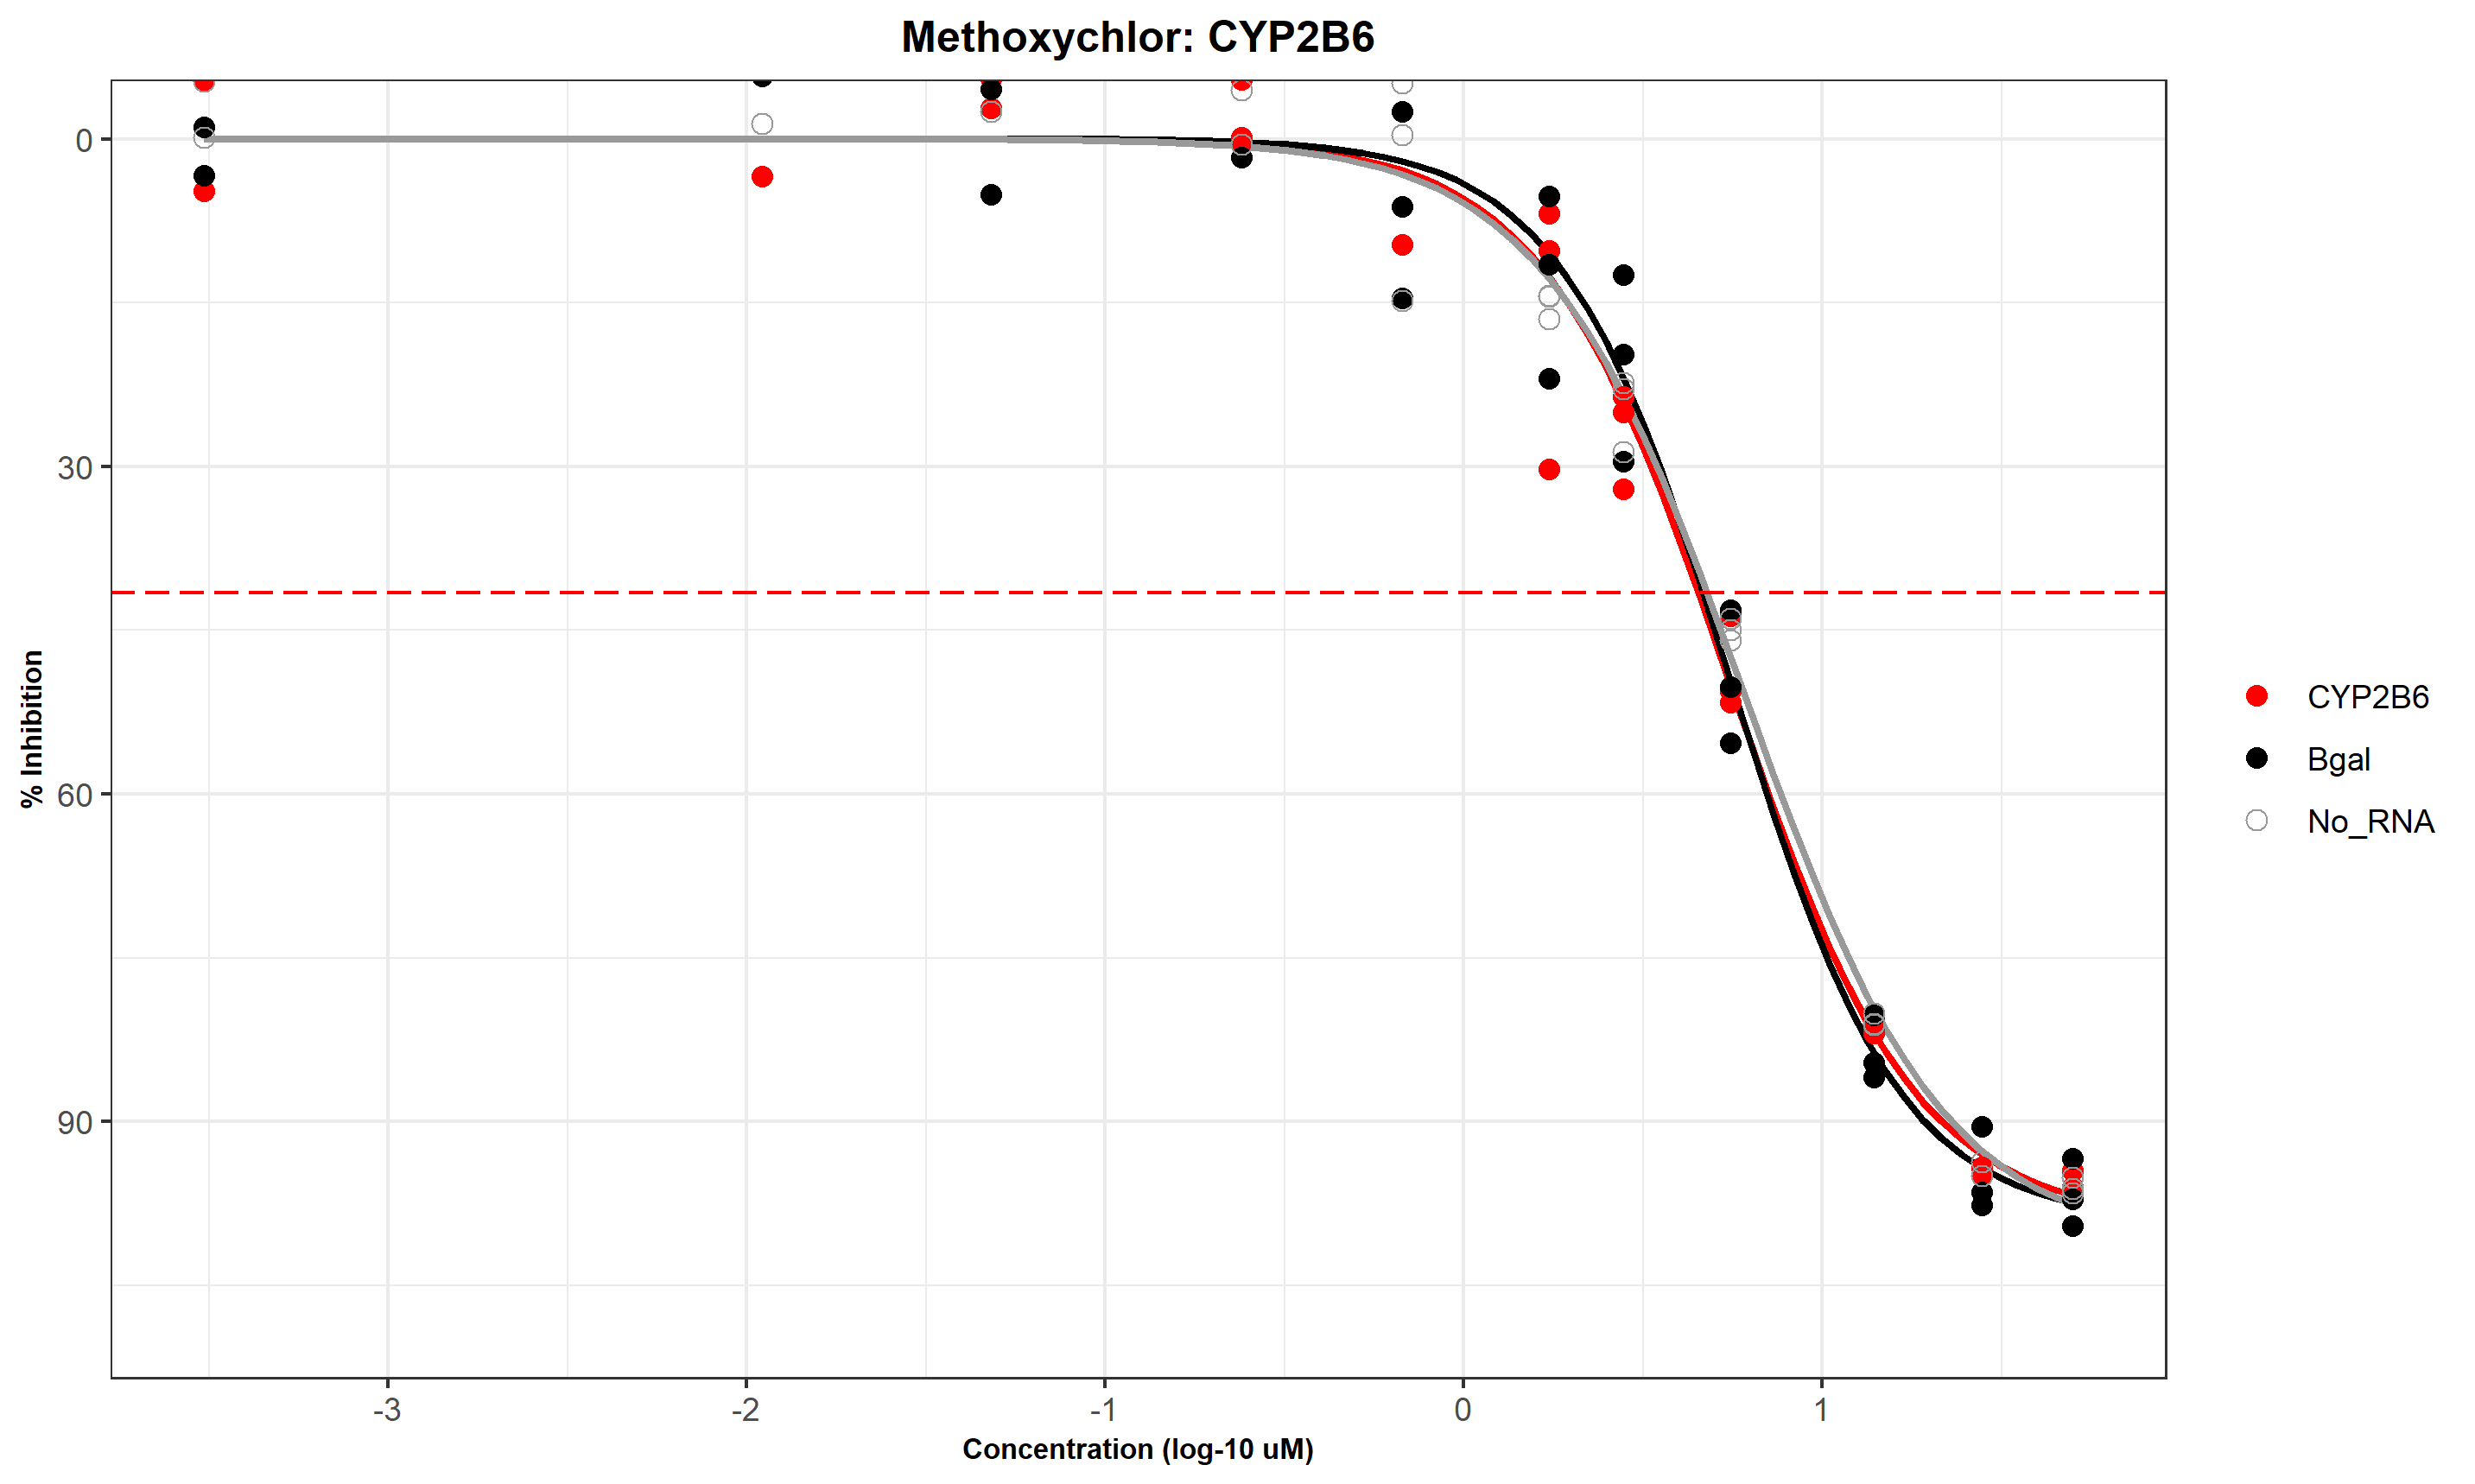 Methoxychlor: CYP2B6
% Inhibition
0
30
60
90
-3
-2
-1
0
1
Concentration (log-10 uM)
CYP2B6
Bgal
No_RNA